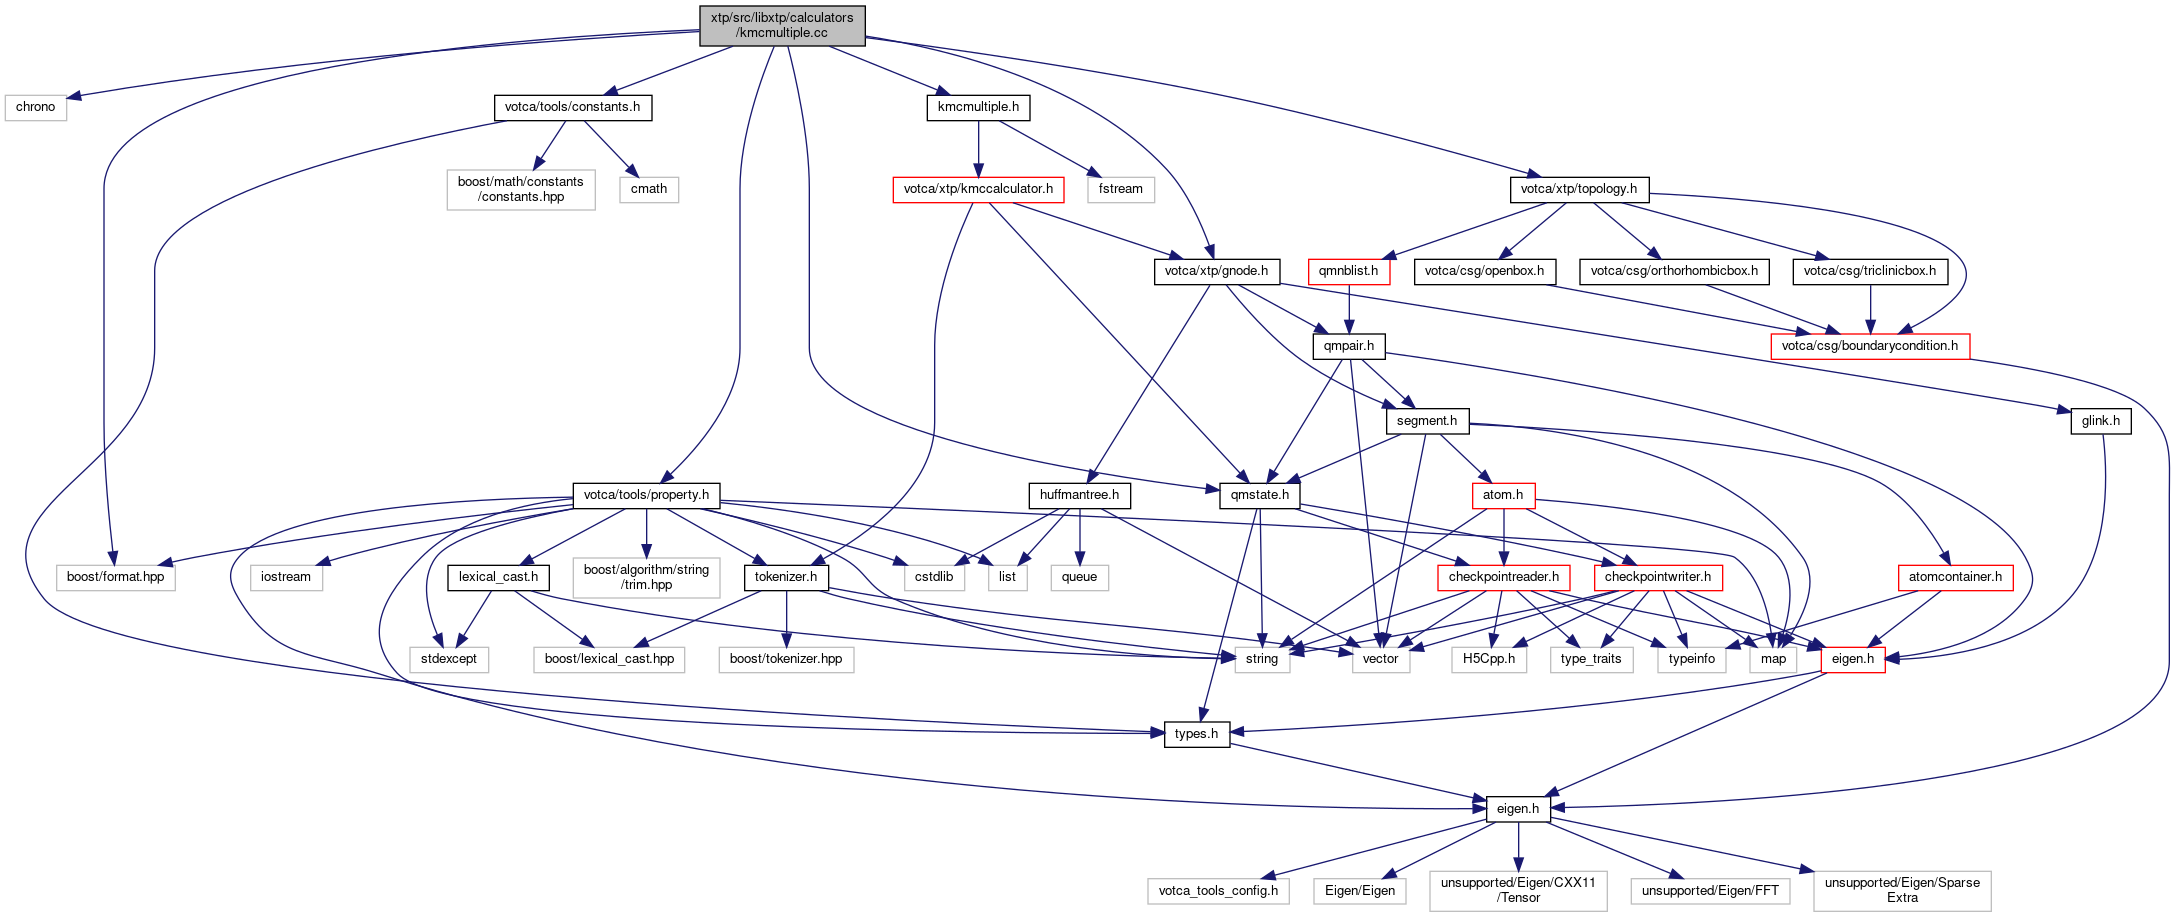 xtp/src/libxtp/calculators
/kmcmultiple.cc
chrono
votca/tools/constants.h
kmcmultiple.h
boost/math/constants
/constants.hpp
cmath
votca/xtp/kmccalculator.h
fstream
votca/xtp/topology.h
votca/xtp/gnode.h
qmnblist.h
votca/csg/openbox.h
votca/csg/orthorhombicbox.h
votca/csg/triclinicbox.h
qmpair.h
votca/csg/boundarycondition.h
segment.h
glink.h
votca/tools/property.h
huffmantree.h
qmstate.h
atom.h
boost/format.hpp
iostream
lexical_cast.h
boost/algorithm/string
/trim.hpp
tokenizer.h
cstdlib
list
queue
checkpointreader.h
checkpointwriter.h
atomcontainer.h
stdexcept
boost/lexical_cast.hpp
boost/tokenizer.hpp
string
vector
H5Cpp.h
type_traits
typeinfo
map
eigen.h
types.h
eigen.h
votca_tools_config.h
Eigen/Eigen
unsupported/Eigen/CXX11
/Tensor
unsupported/Eigen/FFT
unsupported/Eigen/Sparse
Extra